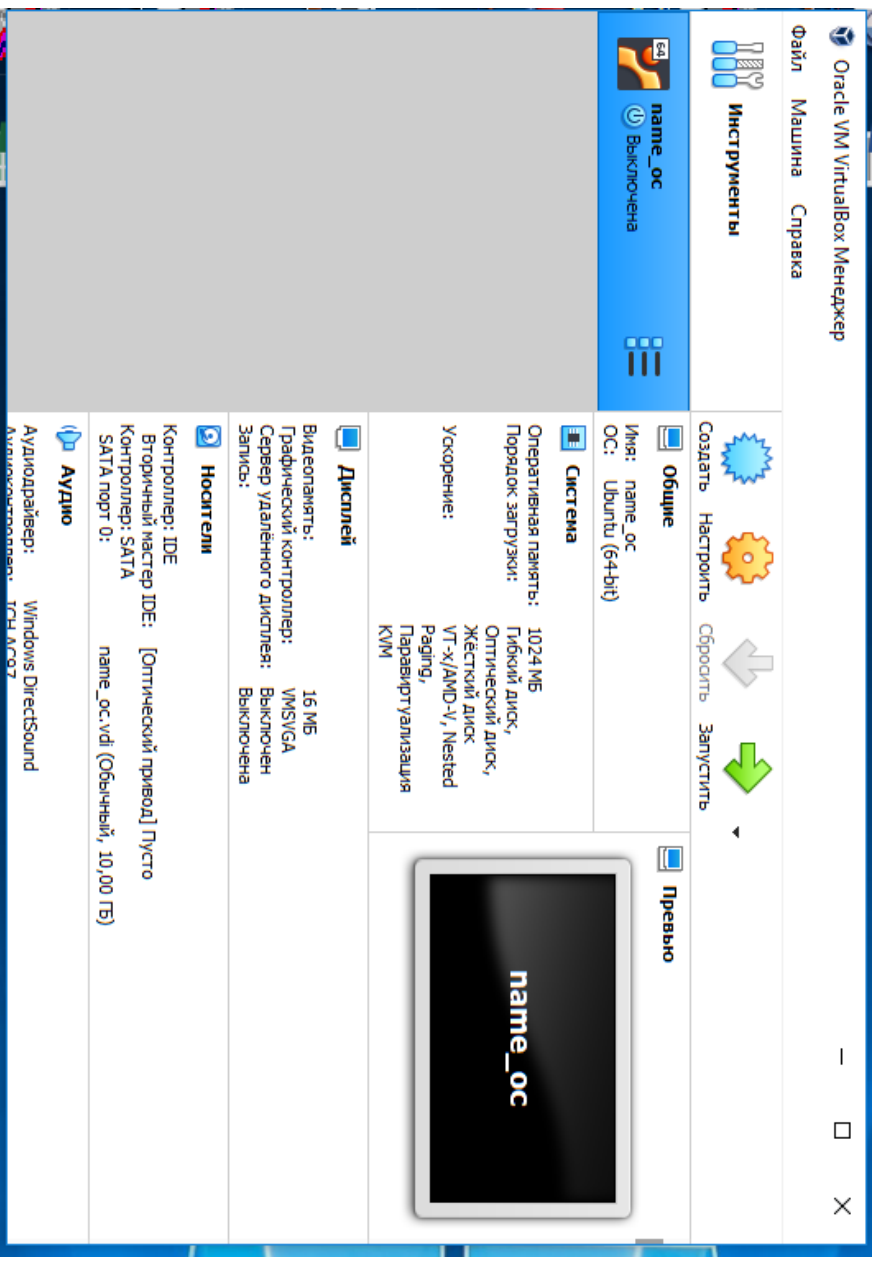 Oracle VM VirtualBox Менеджер
Файл Машина Справка
Инструменты
64
name_oc
Выключена
Создать Настроить Сбросить Запустить
Общие
Имя: name_oc
ОС: Ubuntu (64-bit)
Система
Оперативная память: 1024 МБ
Порядок загрузки: Гибкий диск,
Оптический диск,
Жёсткий диск
Ускорение: VT-x/AMD-V, Nested
Paging,
Паравиртуализация
KVM
Превью
name_oc
Дисплей
Видеопамять: 16 МБ
Графический контроллер: VMSVGA
Сервер удалённого дисплея: Выключен
Запись: Выключена
Носители
Контроллер: IDE
Вторичный мастер IDE: [Оптический привод] Пусто
Контроллер: SATA
SATA порт 0: name_oc.vdi (Обычный, 10,00 ГБ)
Аудио
Аудиодрайвер: Windows DirectSound
Аудиоконтроллер: ICH AC97